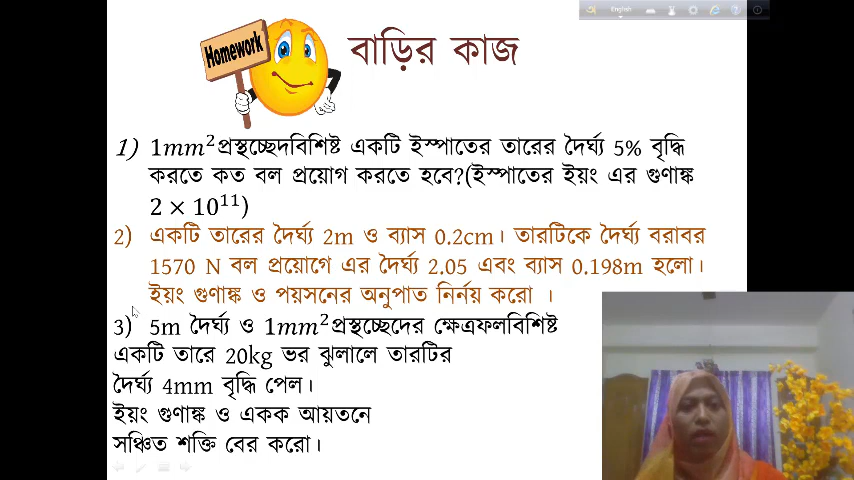 English
Homework
বাড়ির কাজ
1) 1mm² প্রস্থচ্ছেদবিশিষ্ট একটি ইস্পাতের তারের দৈর্ঘ্য 5% বৃদ্ধি
করতে কত বল প্রয়োগ করতে হবে?(ইস্পাতের ইয়ং এর গুণাঙ্ক
2 × 10¹¹)
2) একটি তারের দৈর্ঘ্য 2m ও ব্যাস 0.2cm। তারটিকে দৈর্ঘ্য বরাবর
1570 N বল প্রয়োগে এর দৈর্ঘ্য 2.05 এবং ব্যাস 0.198m হলো।
ইয়ং গুণাঙ্ক ও পয়সনের অনুপাত নির্নয় করো ।
3) 5m দৈর্ঘ্য ও 1mm² প্রস্থচ্ছেদের ক্ষেত্রফলবিশিষ্ট
একটি তারে 20kg ভর ঝুলালে তারটির
দৈর্ঘ্য 4mm বৃদ্ধি পেল।
ইয়ং গুণাঙ্ক ও একক আয়তনে
সঞ্চিত শক্তি বের করো।